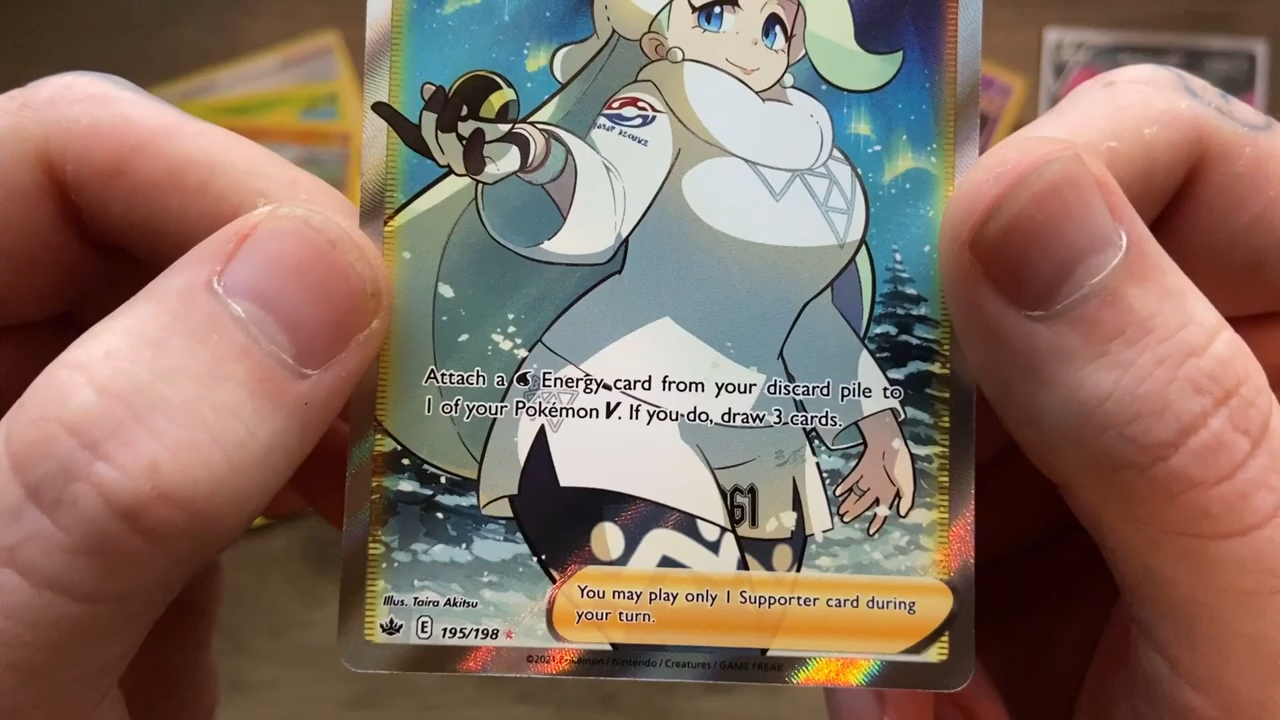 Attach a Energy card from your discard pile to
1 of your Pokémon V. If you do, draw 3 cards.
61
You may play only 1 Supporter card during
your turn.
Illus. Taira Akitsu
E 195/198
©2021 Pokémon / Nintendo / Creatures / GAME FREAK